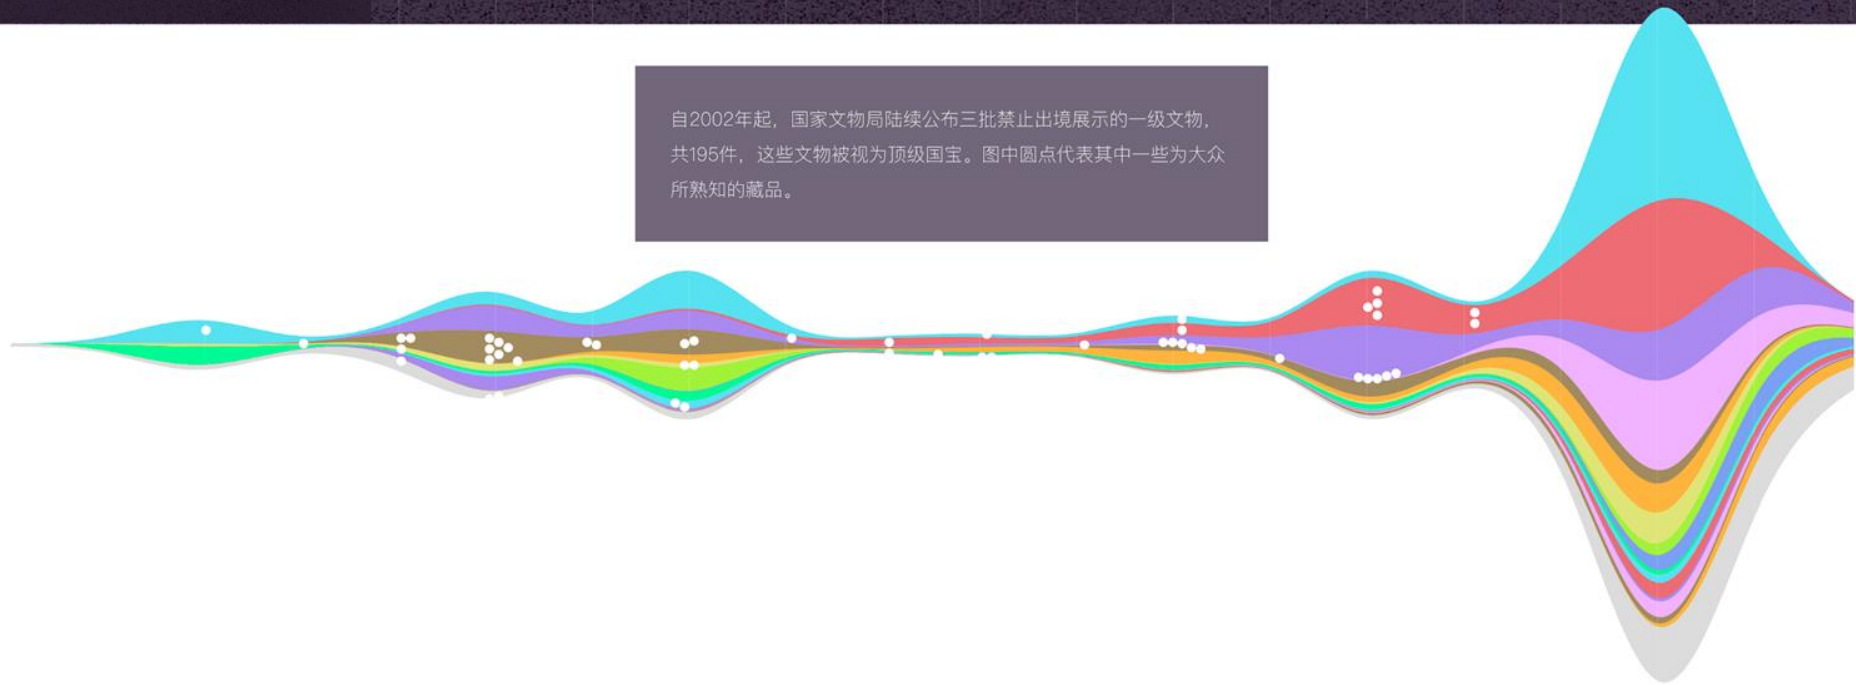 自2002年起，国家文物局陆续公布三批禁止出境展示的一级文物，
共195件，这些文物被视为顶级国宝。图中圆点代表其中一些为大众
所熟知的藏品。